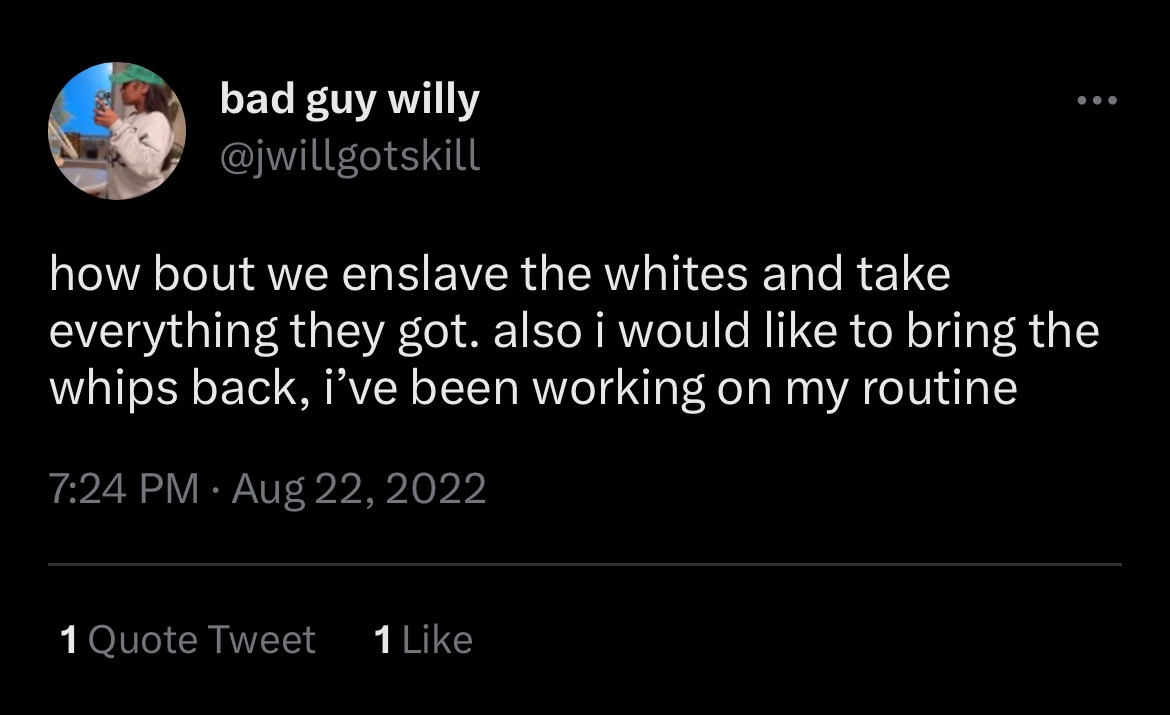 bad guy willy
@jwillgotskill
how bout we enslave the whites and take
everything they got. also i would like to bring the
whips back, i’ve been working on my routine
7:24 PM · Aug 22, 2022
1 Quote Tweet 1 Like